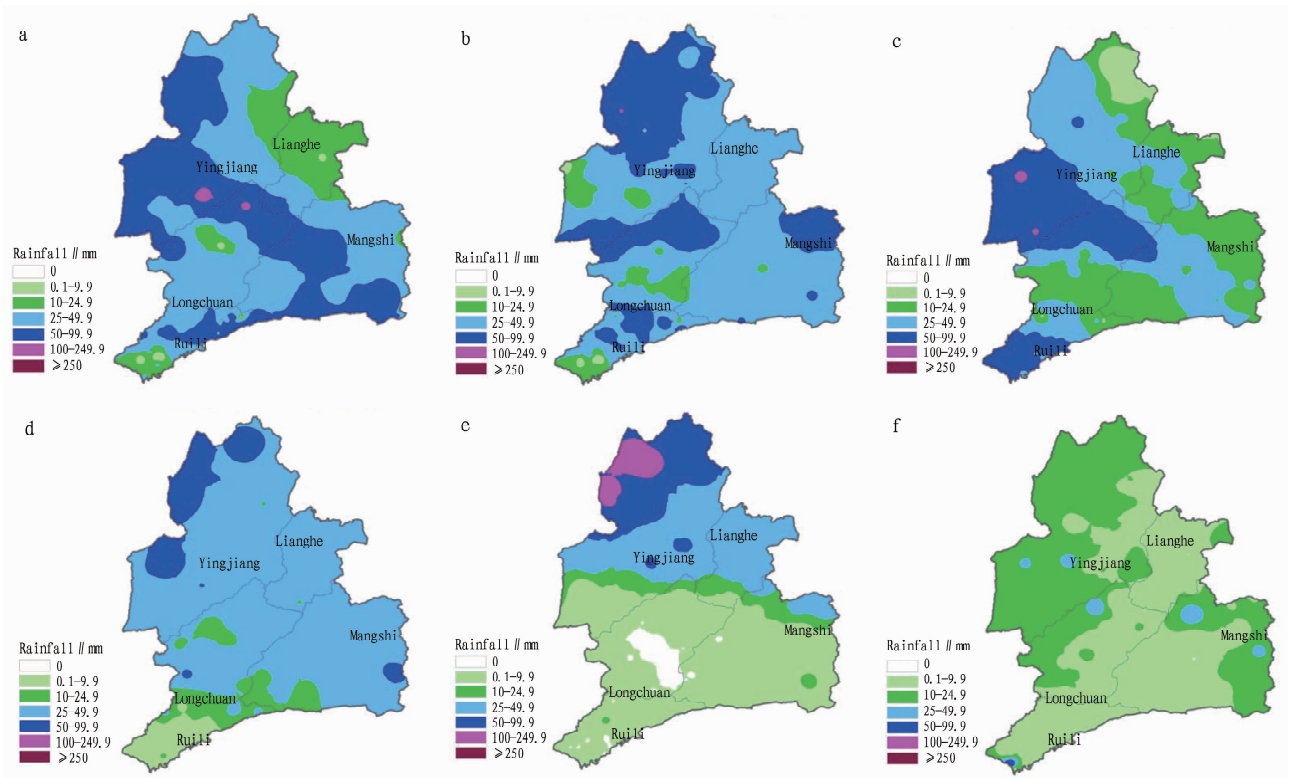 a
Lianghe
Yingjiang
Mangshi
Longchuan
Ruili
Rainfall∥mm
0
0.1-9.9
10-24.9
25-49.9
50-99.9
100-249.9
≥250
b
Lianghc
Yingjiang
Mangshi
Longchuan
Ruili
Rainfall∥mm
0
0.1-9.9
10-24.9
25-49.9
50-99.9
100-249.9
≥250
c
Lianghe
Yingjiang
Mangshi
Longchuan
Ruili
Rainfall∥mm
0
0.1-9.9
10-24.9
25-49.9
50-99.9
100-249.9
≥250
d
Lianghe
Yingjiang
Mangshi
Longchuan
Ruili
Rainfall∥mm
0
0.1-9.9
10-24.9
25-49.9
50-99.9
100-249.9
≥250
e
Lianghe
Yingjiang
Mangshi
Longchuan
Ruili
Rainfall∥mm
0
0.1-9.9
10-24.9
25-49.9
50-99.9
100-249.9
≥250
f
Lianghe
Yingjiang
Mangshi
Longchuan
Ruili
Rainfall∥mm
0
0.1-9.9
10-24.9
25-49.9
50-99.9
100-249.9
≥250